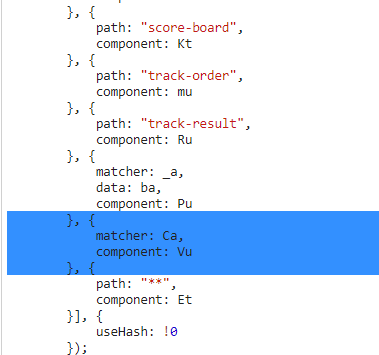 }, {
path: "score-board",
component: Kt
}, {
path: "track-order",
component: mu
}, {
path: "track-result",
component: Ru
}, {
matcher: _a,
data: ba,
component: Pu
}, {
matcher: Ca,
component: Vu
}, {
path: "**",
component: Et
}], {
useHash: !0
});